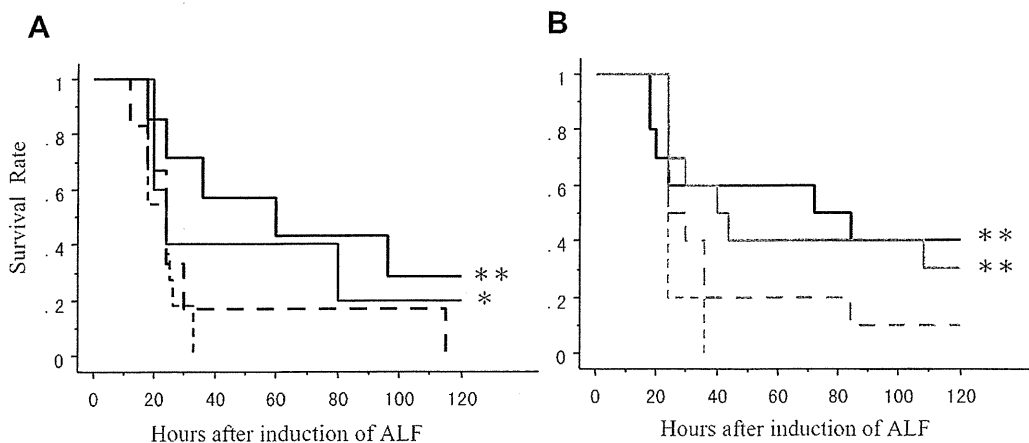 A
B
1
. 8
. 6
. 4
. 2
0
Survival Rate
0 20 40 60 80 100 120
Hours after induction of ALF
**
*
1
. 8
. 6
. 4
. 2
0
0 20 40 60 80 100 120
Hours after induction of ALF
**
**